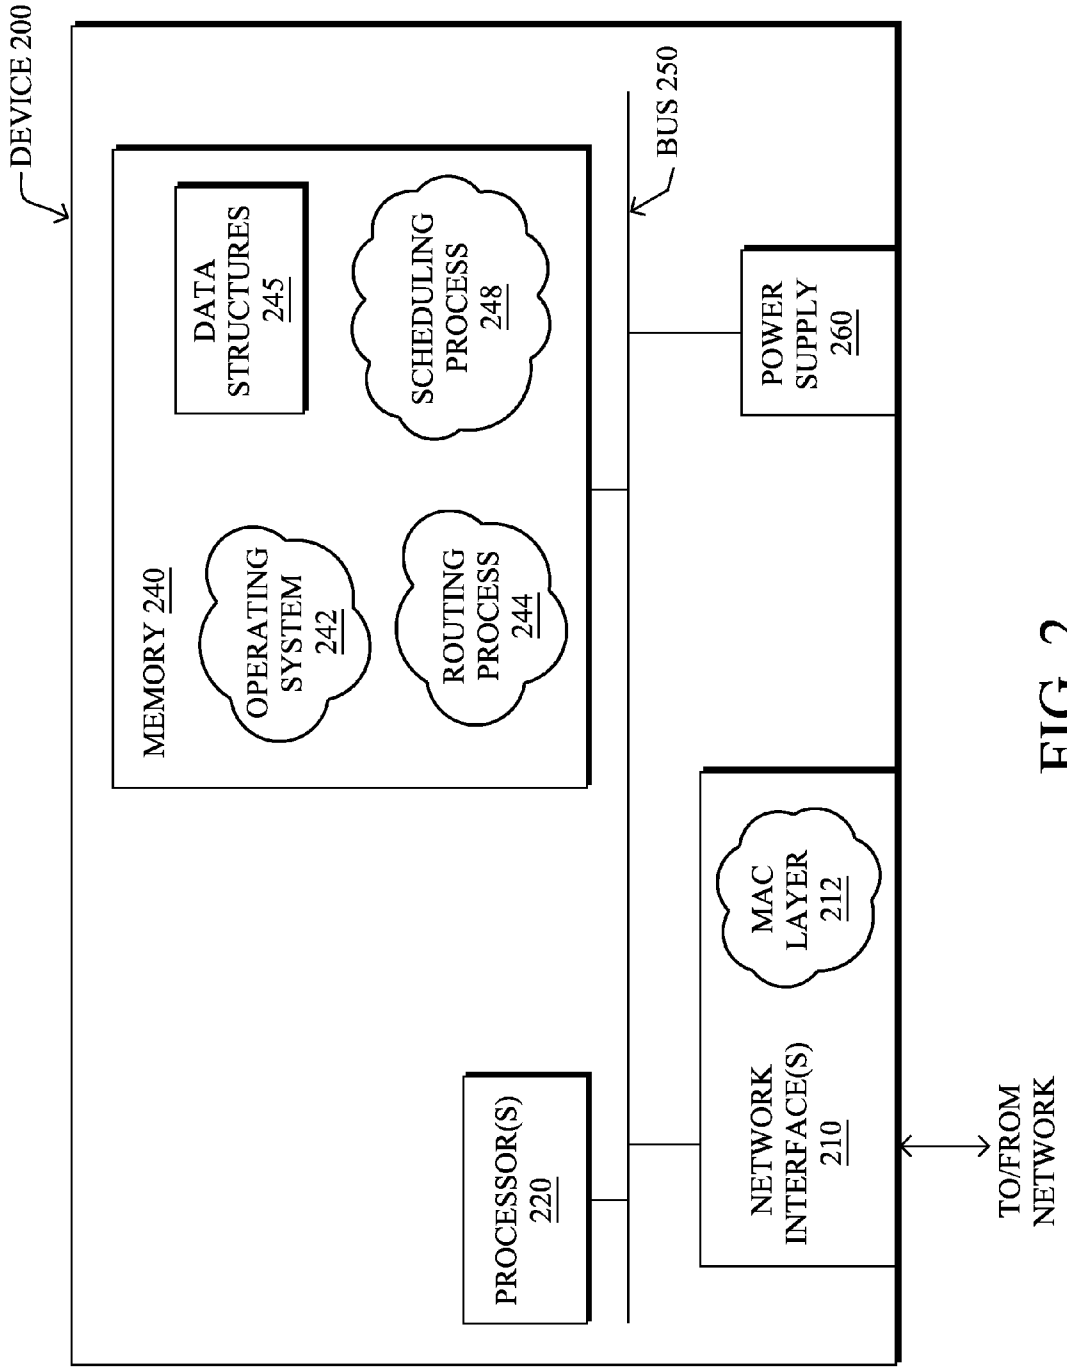 DEVICE 200
MEMORY 240
OPERATING
SYSTEM
242
DATA
STRUCTURES
245
ROUTING
PROCESS
244
SCHEDULING
PROCESS
248
PROCESSOR(S)
220
BUS 250
NETWORK
INTERFACE(S)
210
MAC
LAYER
212
POWER
SUPPLY
260
TO/FROM
NETWORK
FIG. 2